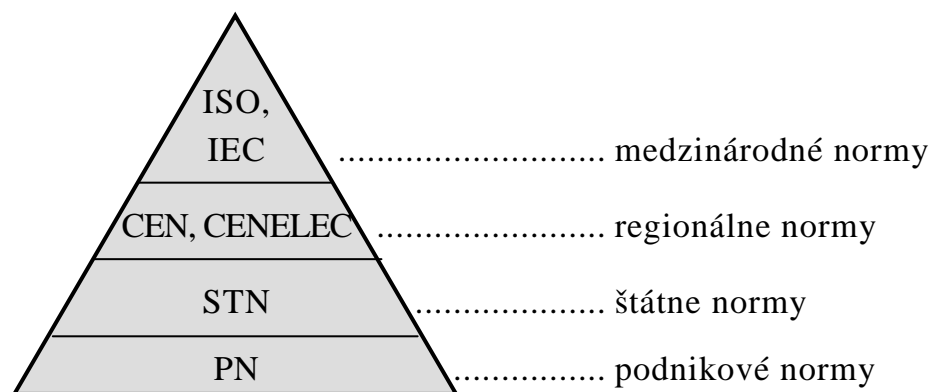 ISO,
IEC ............................ medzinárodné normy
CEN, CENELEC ........................ regionálne normy
STN .................... štátne normy
PN ................ podnikové normy